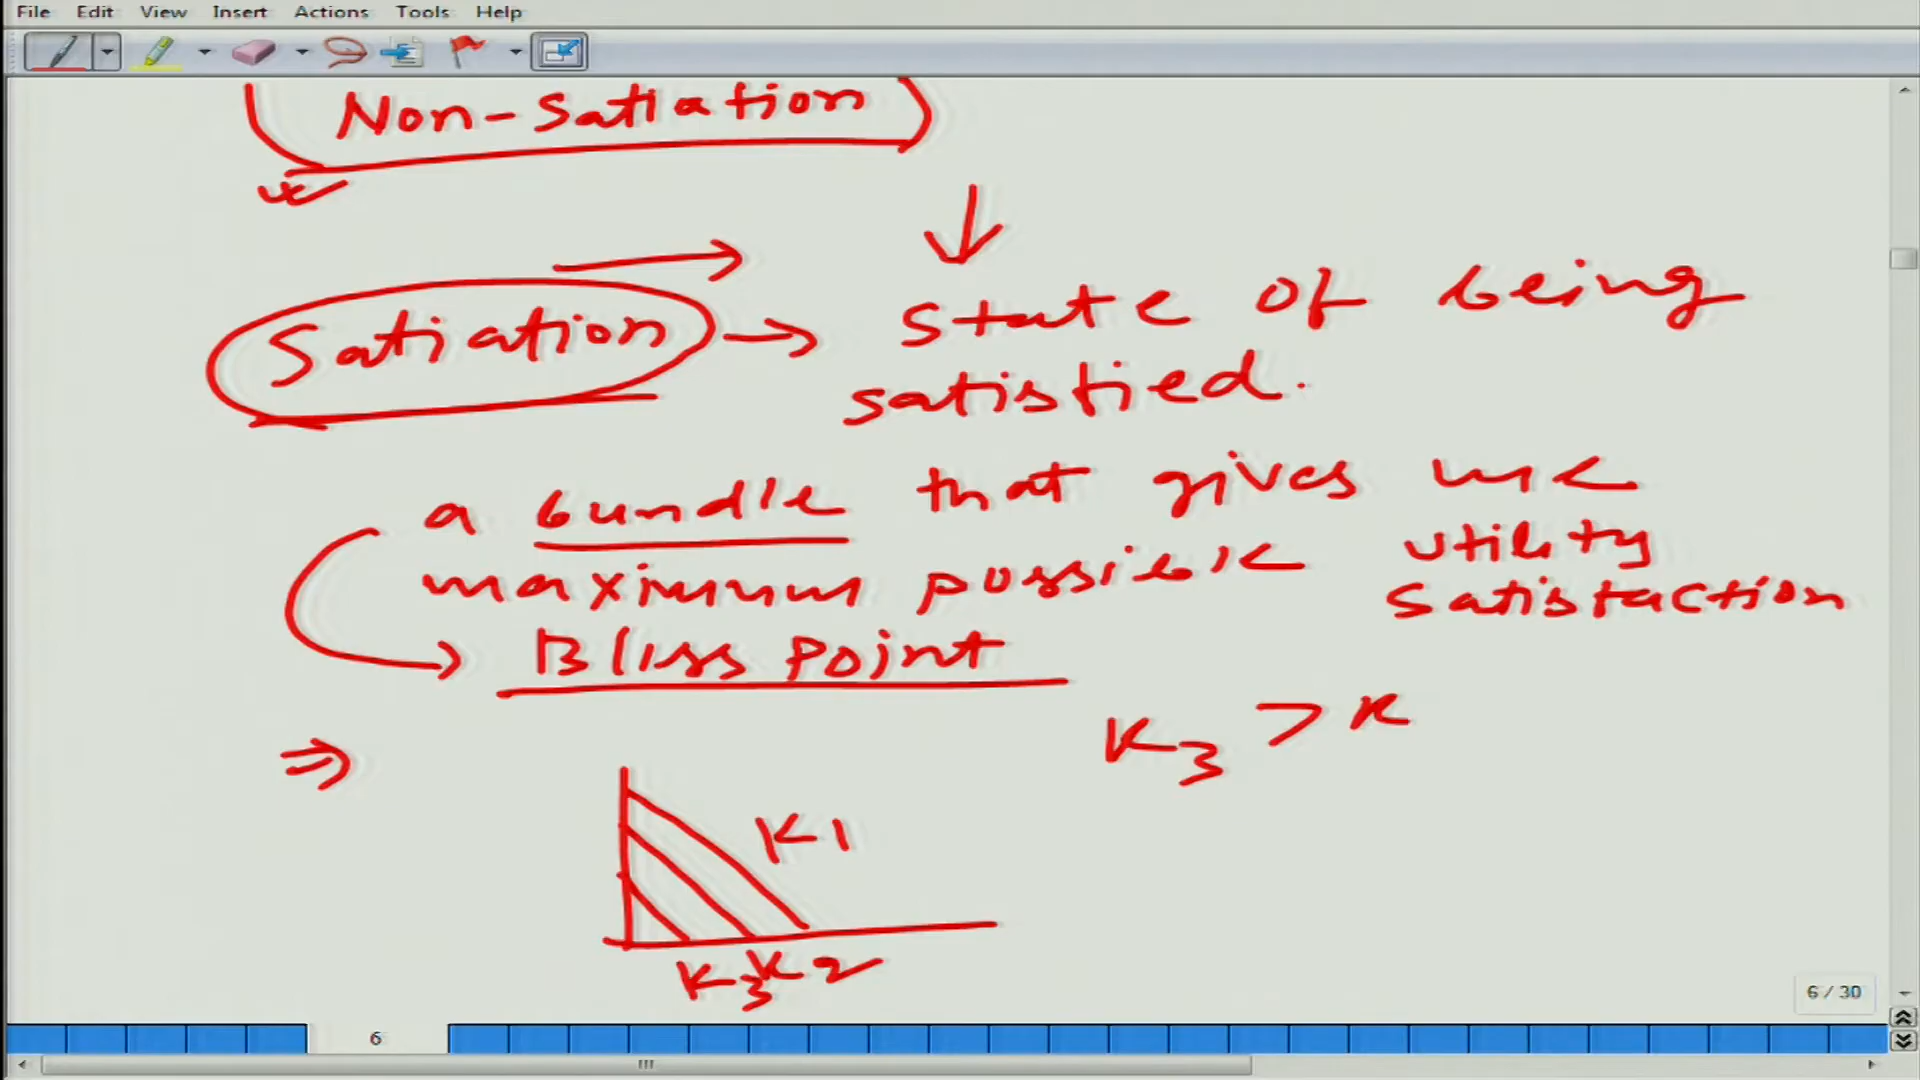 File Edit View Insert Actions Tools Help
Non-Satiation
Satiation → State of being
satisfied.
a bundle that gives me
maximum possible utility
satisfaction
Bliss point
K3 > K
⇒
K1
K3 K2
6 / 30
6